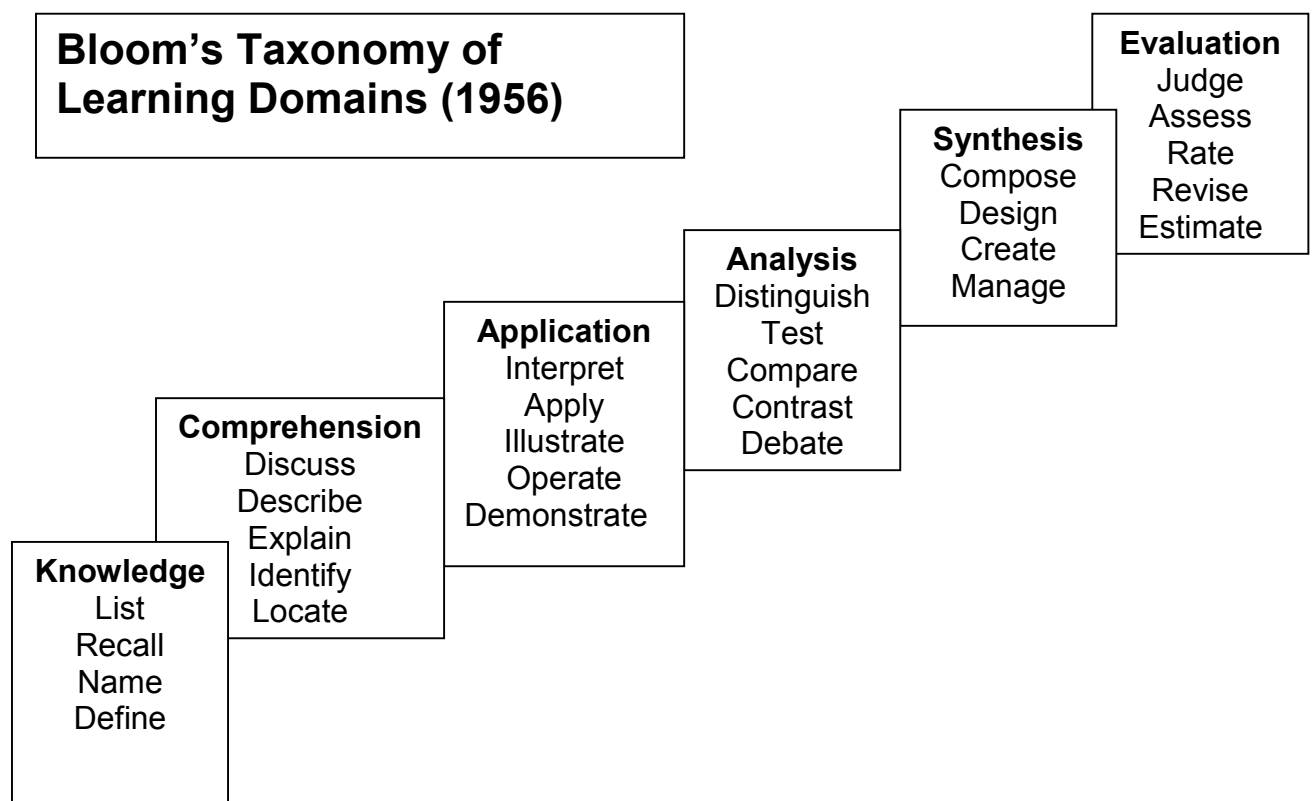 Bloom’s Taxonomy of
Learning Domains (1956)
Knowledge
List
Recall
Name
Define
Comprehension
Discuss
Describe
Explain
Identify
Locate
Application
Interpret
Apply
Illustrate
Operate
Demonstrate
Analysis
Distinguish
Test
Compare
Contrast
Debate
Synthesis
Compose
Design
Create
Manage
Evaluation
Judge
Assess
Rate
Revise
Estimate